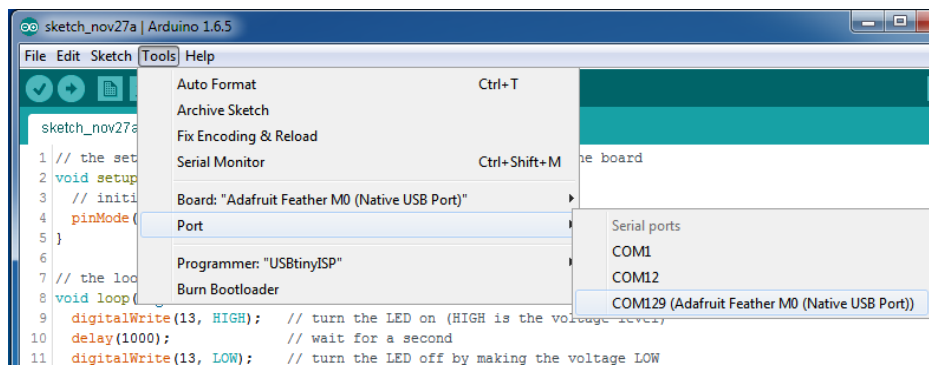 sketch_nov27a | Arduino 1.6.5
File Edit Sketch Tools Help
Auto Format Ctrl+T
Archive Sketch
Fix Encoding & Reload
Serial Monitor Ctrl+Shift+M
Board: "Adafruit Feather M0 (Native USB Port)"
Port
Programmer: "USBtinyISP"
Burn Bootloader
Serial ports
COM1
COM12
COM129 (Adafruit Feather M0 (Native USB Port))
sketch_nov27a
1 // the set he board
2 void setup
3 // initi
4 pinMode(
5 }
6
7 // the loo
8 void loop(
9 digitalWrite(13, HIGH); // turn the LED on (HIGH is the voltage level)
10 delay(1000); // wait for a second
11 digitalWrite(13, LOW); // turn the LED off by making the voltage LOW